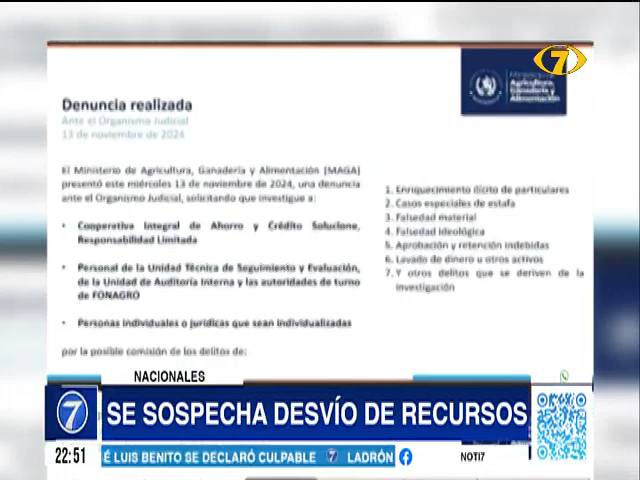 7
Ministerio de
Agricultura,
Ganadería y
Alimentación
Denuncia realizada
Ante el Organismo Judicial
13 de noviembre de 2024
El Ministerio de Agricultura, Ganadería y Alimentación (MAGA)
presentó este miércoles 13 de noviembre de 2024, una denuncia
ante el Organismo Judicial, solicitando que investigue a:
• Cooperativa Integral de Ahorro y Crédito Solucione,
Responsabilidad Limitada
• Personal de la Unidad Técnica de Seguimiento y Evaluación,
de la Unidad de Auditoría Interna y las autoridades de turno
de FONAGRO
• Personas individuales o jurídicas que sean individualizadas
por la posible comisión de los delitos de:
1. Enriquecimiento ilícito de particulares
2. Casos especiales de estafa
3. Falsedad material
4. Falsedad ideológica
5. Aprobación y retención indebidas
6. Lavado de dinero u otros activos
7. Y otros delitos que se deriven de la
investigación
NACIONALES
7 SE SOSPECHA DESVÍO DE RECURSOS
22:51 É LUIS BENITO SE DECLARÓ CULPABLE 7 LADRÓN NOTI7